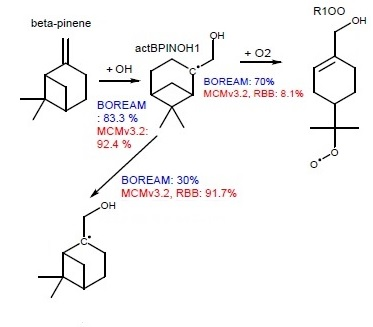 beta-pinene
+ OH
BOREAM
: 83.3 %
MCMv3.2:
92.4 %
actBPINOH1
OH
C•
+ O2
BOREAM: 70%
MCMv3.2, RBB: 8.1%
R1OO
OH
O
O•
BOREAM: 30%
MCMv3.2, RBB: 91.7%
OH
C•